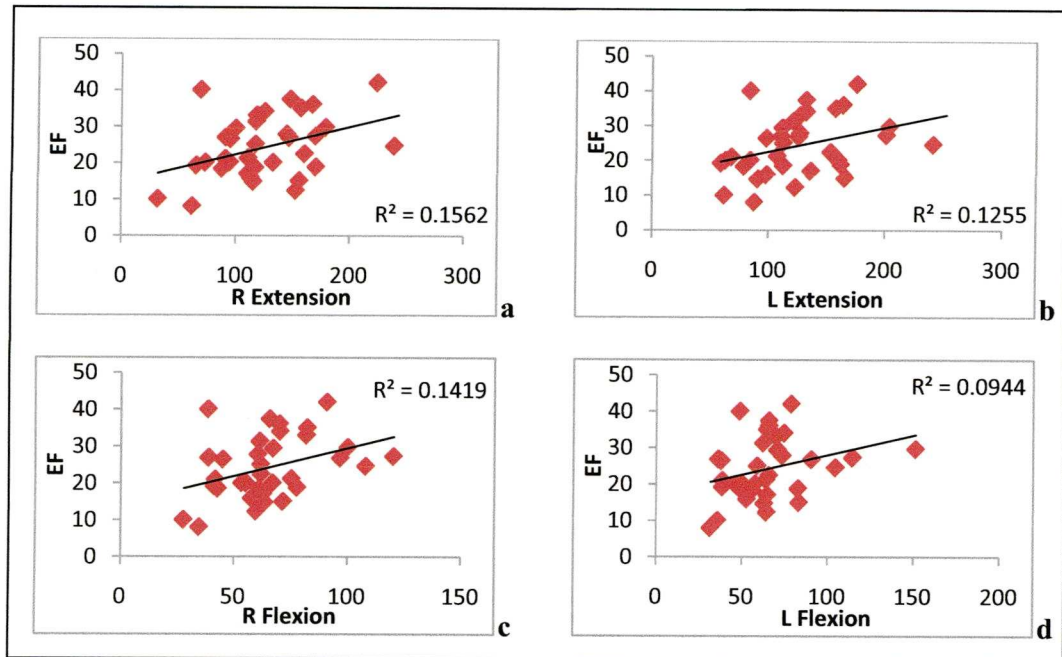 50
40
30
20
10
0
EF
0 100 200 300
R Extension
R² = 0.1562
a
50
40
30
20
10
0
EF
0 100 200 300
L Extension
R² = 0.1255
b
50
40
30
20
10
0
EF
0 50 100 150
R Flexion
R² = 0.1419
c
50
40
30
20
10
0
EF
0 50 100 150 200
L Flexion
R² = 0.0944
d